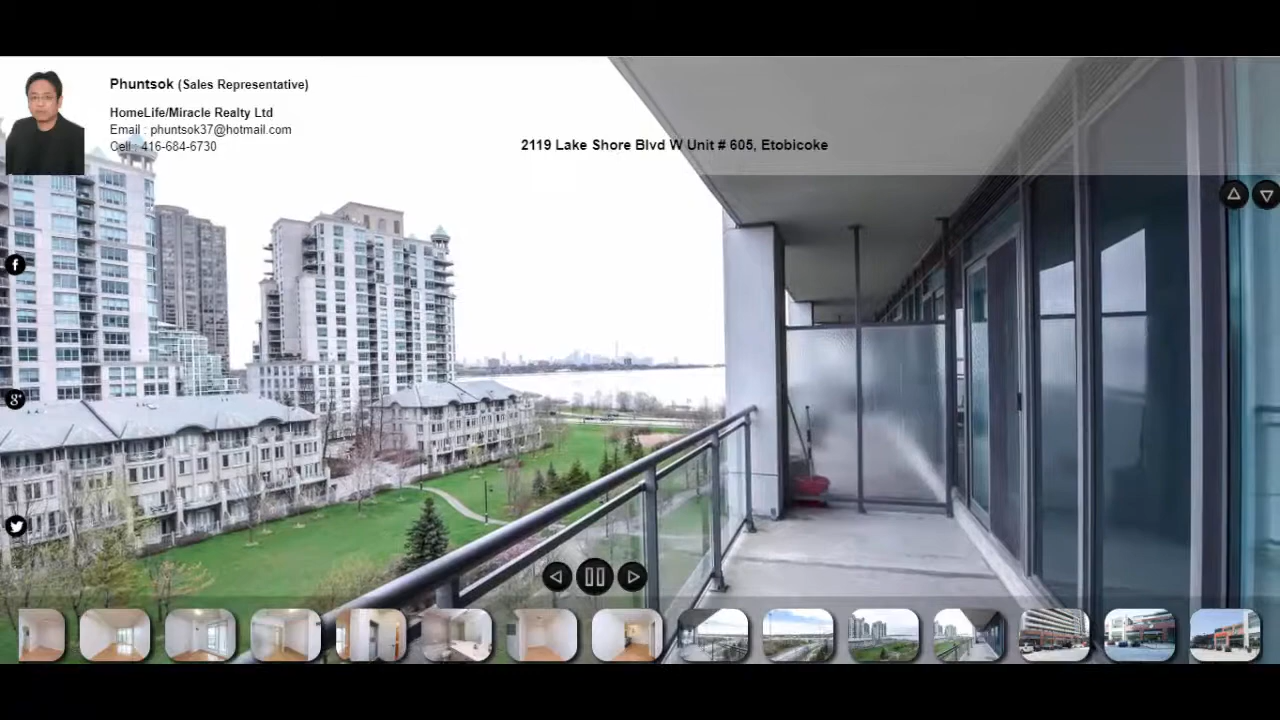 Phuntsok (Sales Representative)
HomeLife/Miracle Realty Ltd
Email : phuntsok37@hotmail.com
Cell : 416-684-6730
2119 Lake Shore Blvd W Unit # 605, Etobicoke